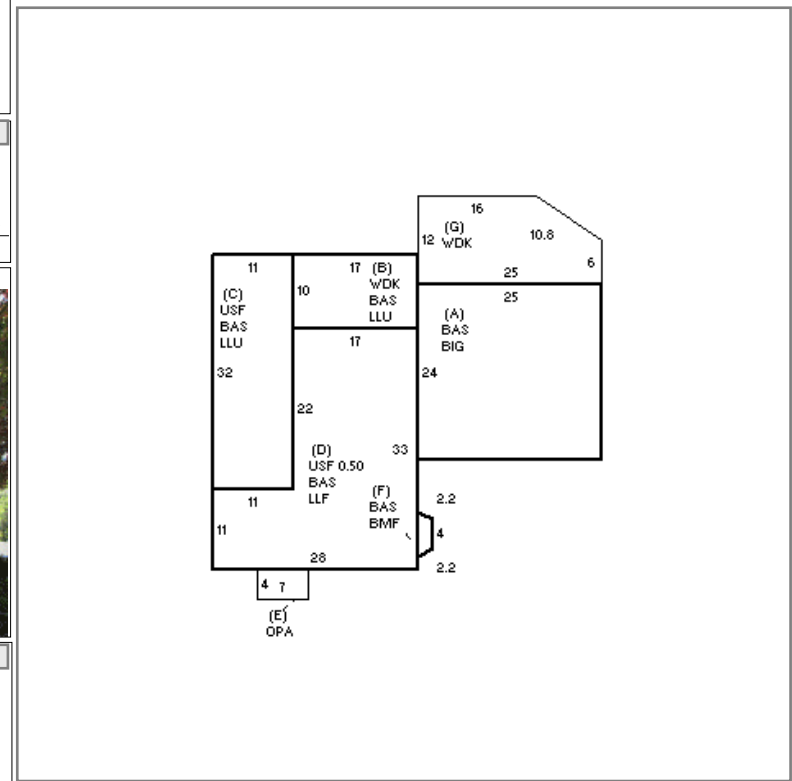 16
(G)
12 WDK
10.8
6
25
25
11
17 (B)
WDK
BAS
LLU
10
(C)
USF
BAS
LLU
17
(A)
BAS
BIG
32
24
22
33
(D)
USF 0.50
BAS
LLF
(F)
BAS
BMF
2.2
4
2.2
11
11
28
4 7
(E)
OPA